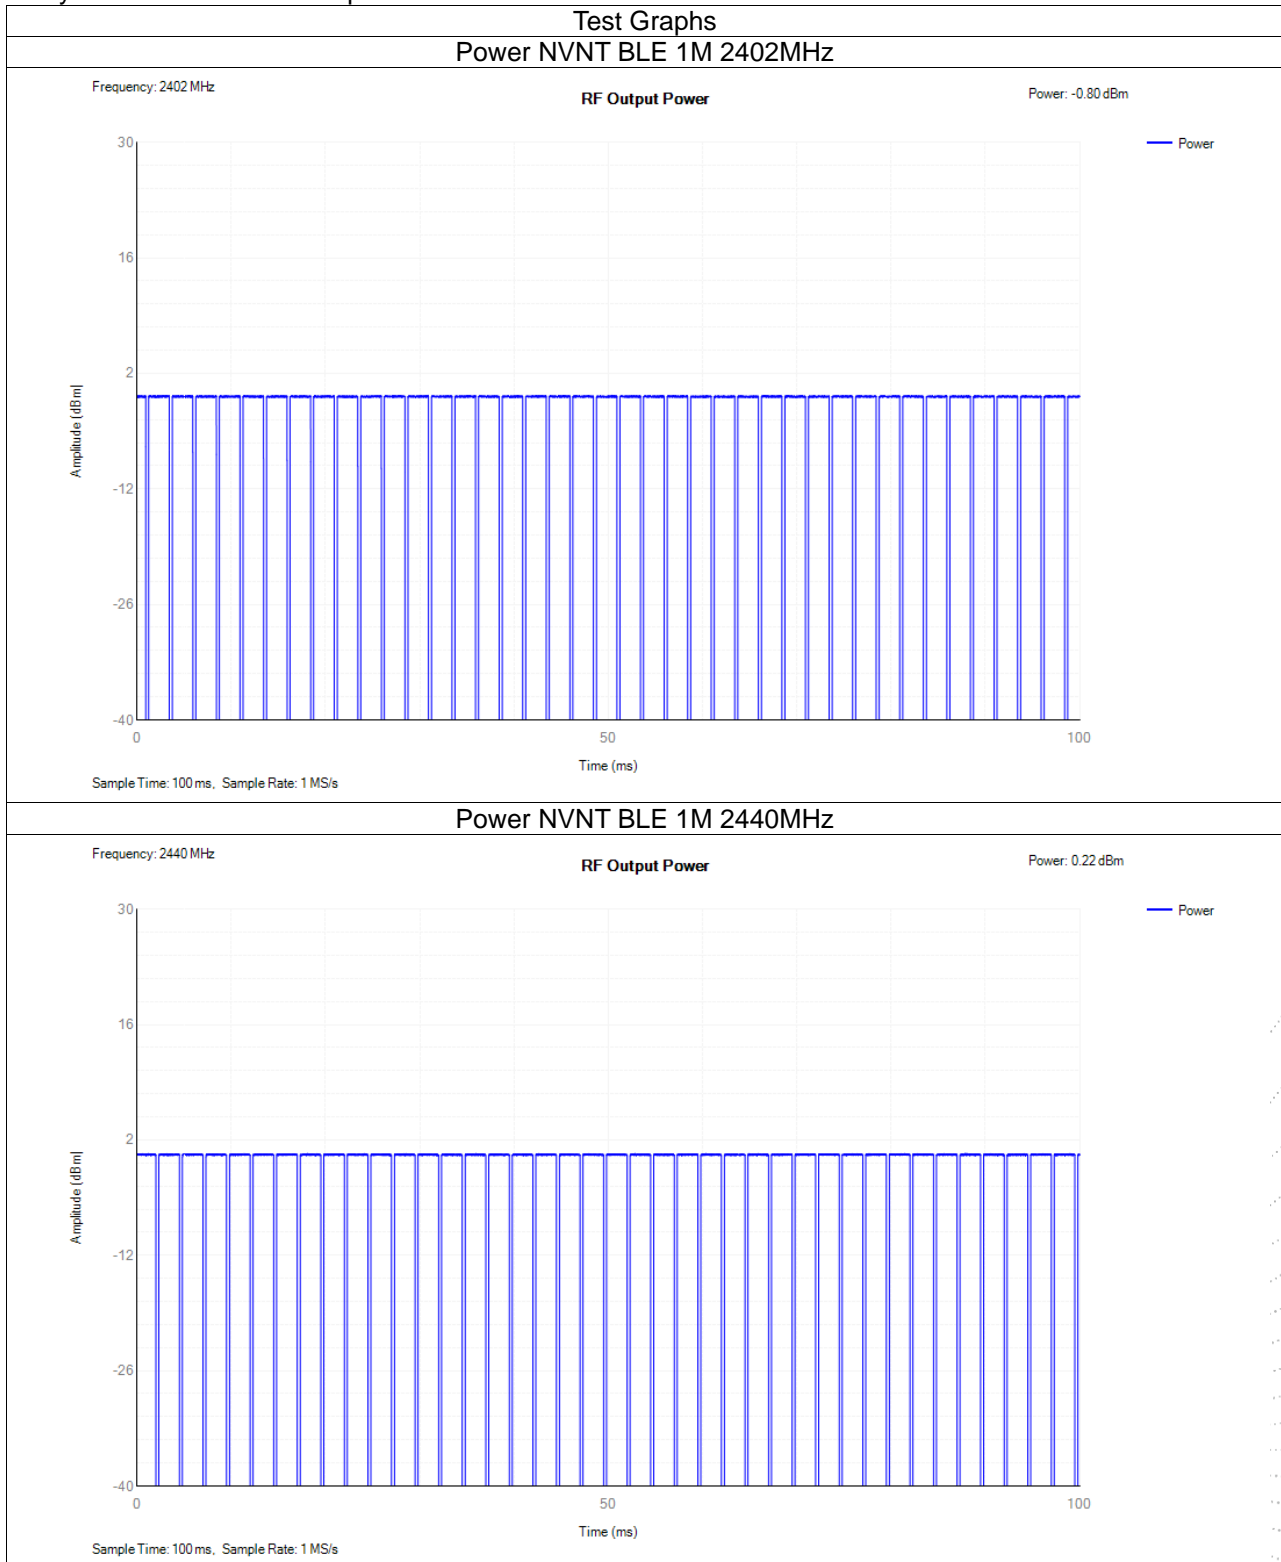 Test Graphs
Power NVNT BLE 1M 2402MHz
Frequency: 2402 MHz
RF Output Power
Power: -0.80 dBm
Power
30
16
2
-12
-26
-40
Amplitude (dBm)
0
50
100
Time (ms)
Sample Time: 100 ms, Sample Rate: 1 MS/s
Power NVNT BLE 1M 2440MHz
Frequency: 2440 MHz
RF Output Power
Power: 0.22 dBm
Power
30
16
2
-12
-26
-40
Amplitude (dBm)
0
50
100
Time (ms)
Sample Time: 100 ms, Sample Rate: 1 MS/s